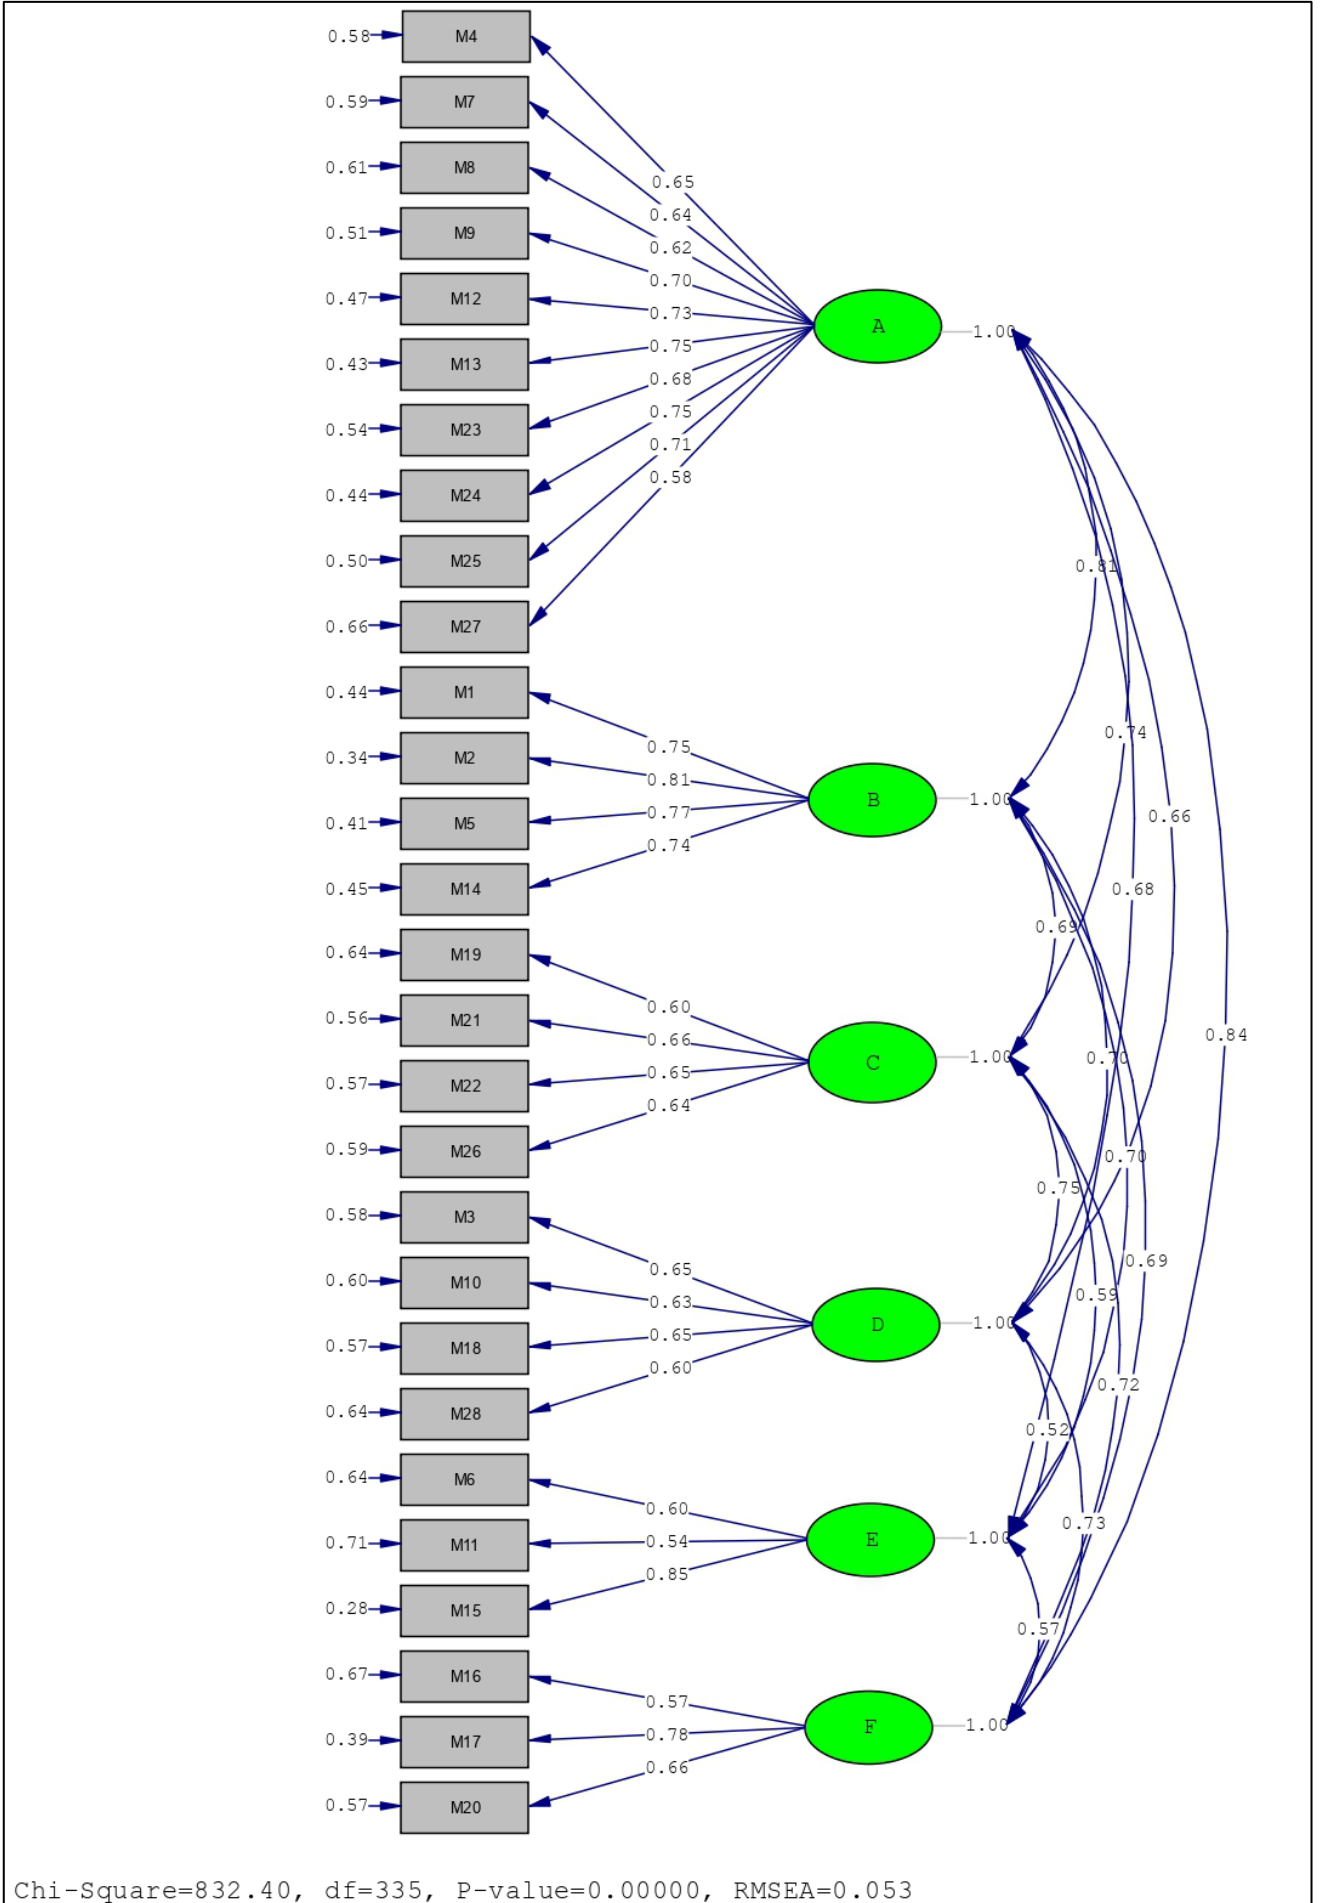 0.58 M4
0.59 M7
0.61 M8
0.65
0.64
0.51 M9
0.62
0.70
0.47 M12
0.73
A 1.00
0.75
0.43 M13
0.68
0.75
0.54 M23
0.71
0.58
0.44 M24
0.50 M25
0.81
0.66 M27
0.44 M1
0.74
0.75
0.34 M2
0.81
B 1.00
0.77
0.66
0.41 M5
0.74
0.45 M14
0.68
0.69
0.64 M19
0.60
0.56 M21
0.84
0.66
C 1.00
0.70
0.65
0.57 M22
0.64
0.59 M26
0.70
0.75
0.58 M3
0.69
0.65
0.60 M10
0.59
0.63
D 1.00
0.65
0.57 M18
0.60
0.72
0.64 M28
0.52
0.64 M6
0.60
0.73
E 1.00
0.54
0.71 M11
0.85
0.28 M15
0.57
0.67 M16
0.57
F 1.00
0.78
0.39 M17
0.66
0.57 M20
Chi-Square=832.40, df=335, P-value=0.00000, RMSEA=0.053